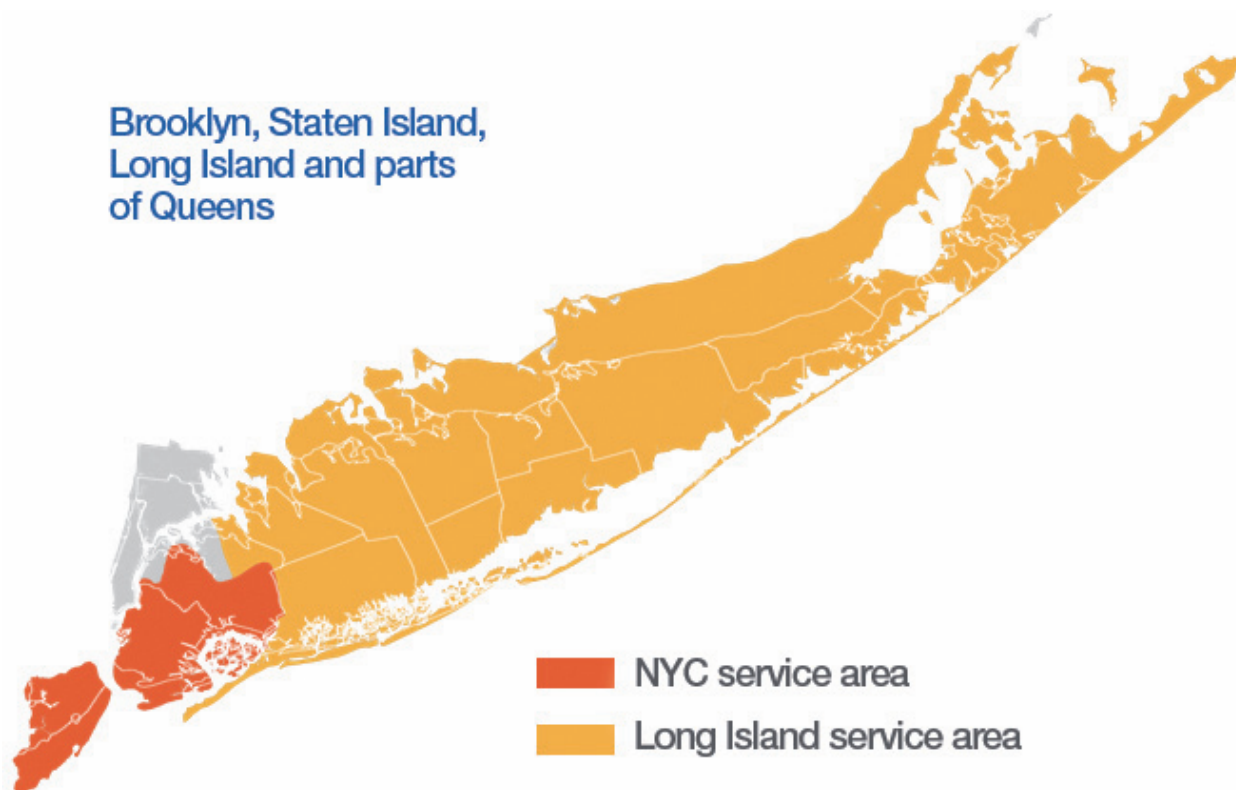 Brooklyn, Staten Island,
Long Island and parts
of Queens
NYC service area
Long Island service area